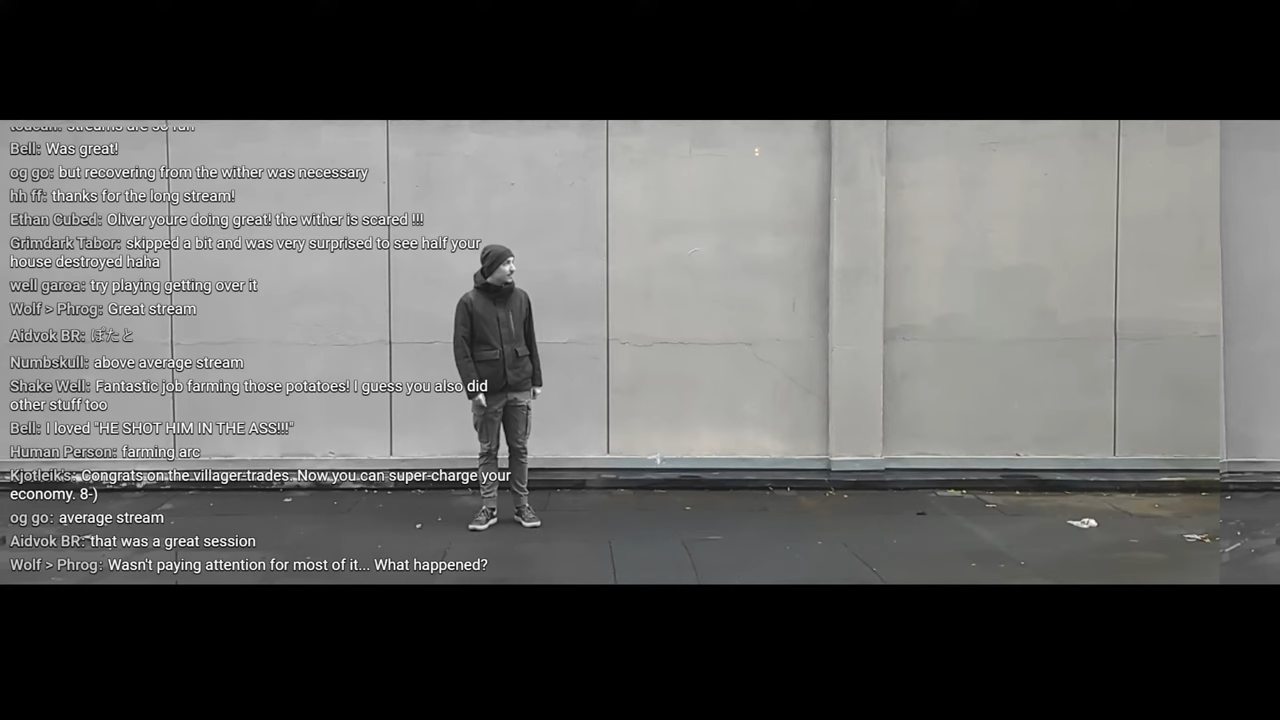 toucan: streams are so fun
Bell: Was great!
og go: but recovering from the wither was necessary
hh ff: thanks for the long stream!
Ethan Cubed: Oliver youre doing great! the wither is scared !!!
Grimdark Tabor: skipped a bit and was very surprised to see half your
house destroyed haha
well garoa: try playing getting over it
Wolf > Phrog: Great stream
Aidvok BR: ぽたと
Numbskull: above average stream
Shake Well: Fantastic job farming those potatoes! I guess you also did
other stuff too
Bell: I loved "HE SHOT HIM IN THE ASS!!!"
Human Person: farming arc
Kjotleik's: Congrats on the villager-trades. Now you can super-charge your
economy. 8-)
og go: average stream
Aidvok BR: that was a great session
Wolf > Phrog: Wasn't paying attention for most of it... What happened?